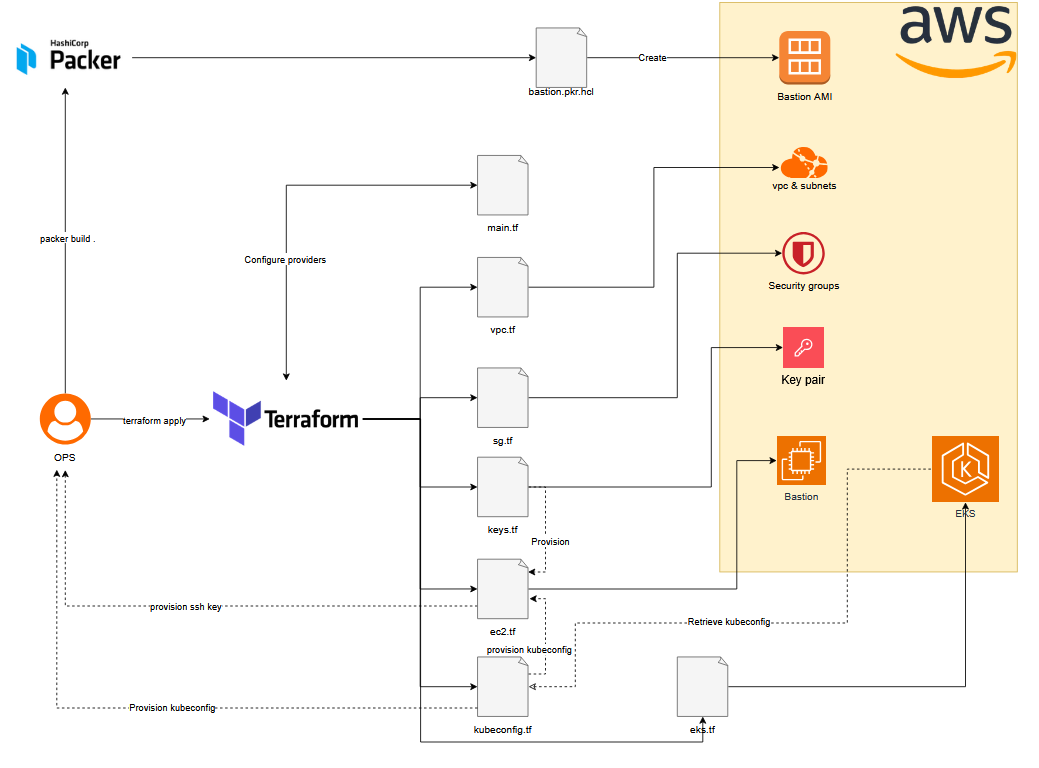 HashiCorp
Packer
aws
bastion.pkr.hcl
Create
Bastion AMI
vpc & subnets
main.tf
packer build .
Configure providers
Security groups
vpc.tf
Key pair
terraform apply
Terraform
sg.tf
OPS
Bastion
K
EKS
keys.tf
Provision
provision ssh key
ec2.tf
Retrieve kubeconfig
provision kubeconfig
Provision kubeconfig
kubeconfig.tf
eks.tf